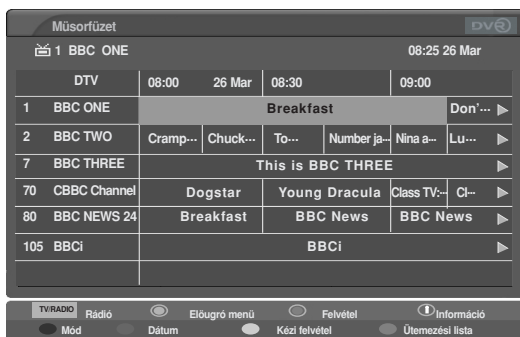 Műsorfüzet DVR
1 BBC ONE 08:25 26 Mar
DTV 08:00 26 Mar 08:30 09:00
1 BBC ONE Breakfast Don'···
2 BBC TWO Cramp··· Chuck··· To··· Number ja··· Nina a··· Lu···
7 BBC THREE This is BBC THREE
70 CBBC Channel Dogstar Young Dracula Class TV:··· Cl···
80 BBC NEWS 24 Breakfast BBC News BBC News
105 BBCi BBCi
TV/RADIO Rádió Előugró menü Felvétel Információ
Mód Dátum Kézi felvétel Ütemezési lista